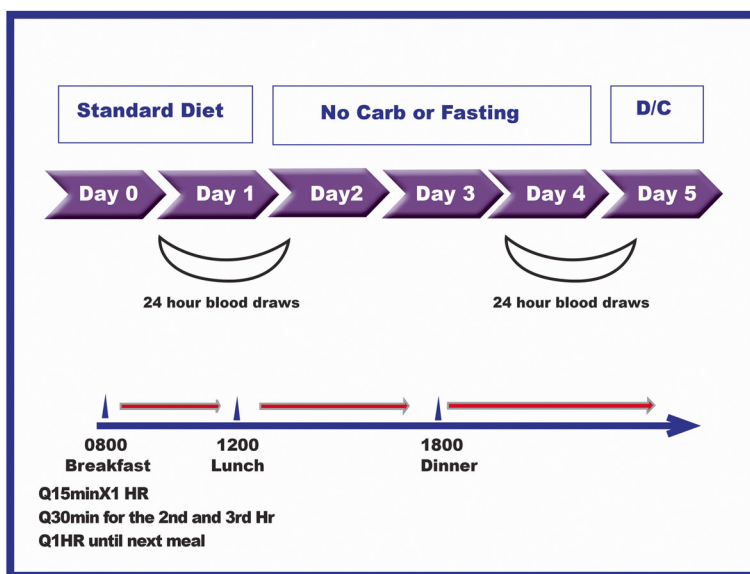 Standard Diet
No Carb or Fasting
D/C
Day 0
Day 1
Day2
Day 3
Day 4
Day 5
24 hour blood draws
24 hour blood draws
0800
1200
1800
Breakfast
Lunch
Dinner
Q15minX1 HR
Q30min for the 2nd and 3rd Hr
Q1HR until next meal